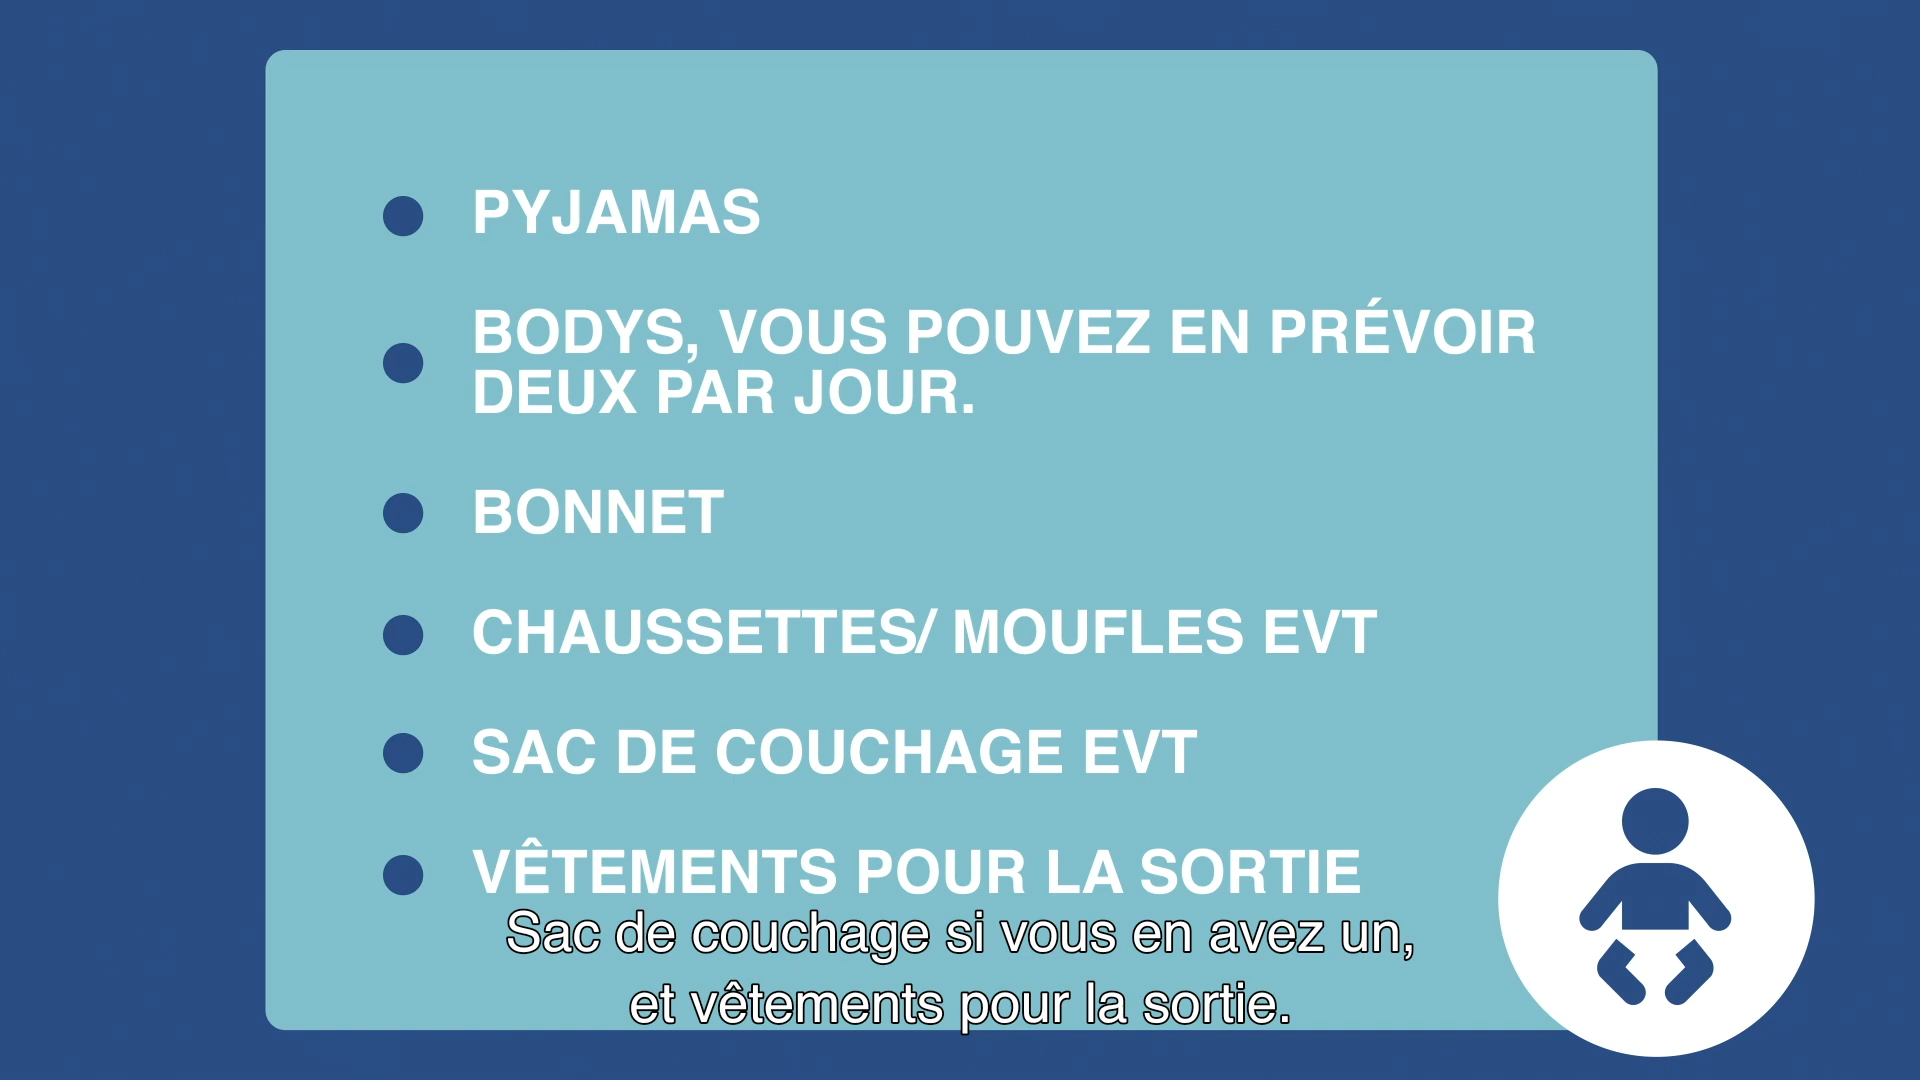 PYJAMAS
BODYS, VOUS POUVEZ EN PRÉVOIR
DEUX PAR JOUR.
BONNET
CHAUSSETTES/ MOUFLES EVT
SAC DE COUCHAGE EVT
VÊTEMENTS POUR LA SORTIE
Sac de couchage si vous en avez un,
et vêtements pour la sortie.